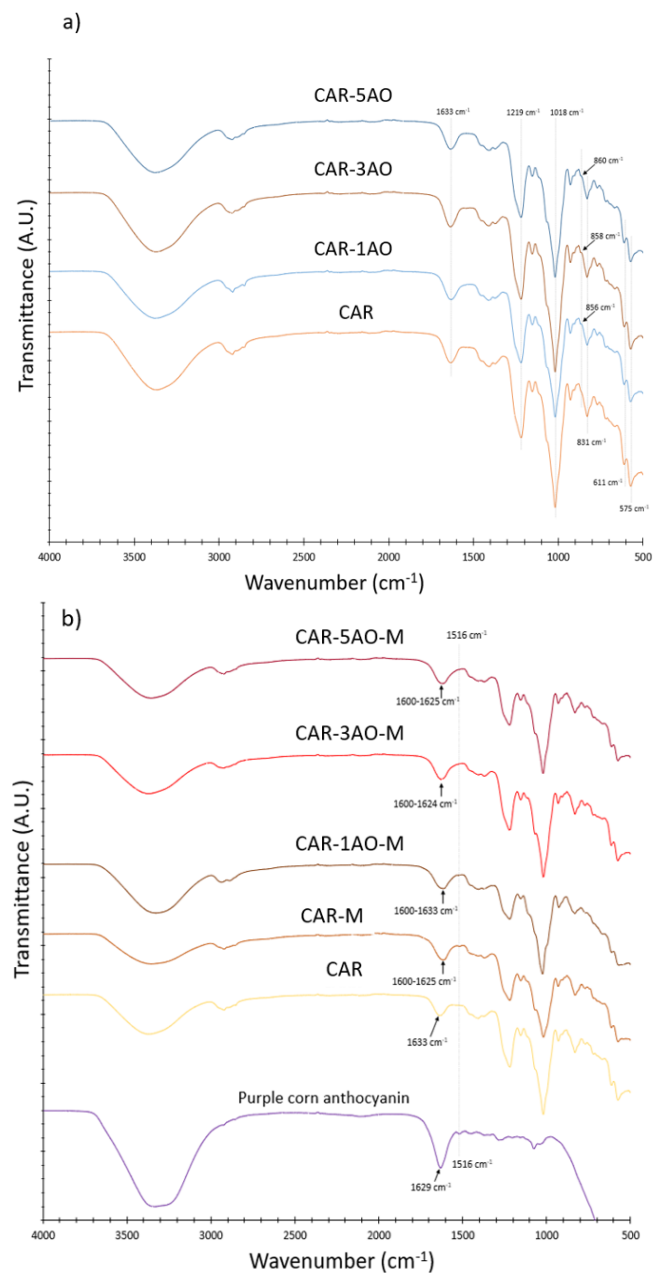 a)
CAR-5AO
1633 cm⁻¹
1219 cm⁻¹
1018 cm⁻¹
860 cm⁻¹
CAR-3AO
858 cm⁻¹
CAR-1AO
856 cm⁻¹
CAR
831 cm⁻¹
611 cm⁻¹
575 cm⁻¹
Transmittance (A.U.)
4000 3500 3000 2500 2000 1500 1000 500
Wavenumber (cm⁻¹)
b)
CAR-5AO-M
1516 cm⁻¹
1600-1625 cm⁻¹
CAR-3AO-M
1600-1624 cm⁻¹
CAR-1AO-M
1600-1633 cm⁻¹
CAR-M
1600-1625 cm⁻¹
CAR
1633 cm⁻¹
Purple corn anthocyanin
1516 cm⁻¹
1629 cm⁻¹
Transmittance (A.U.)
4000 3500 3000 2500 2000 1500 1000 500
Wavenumber (cm⁻¹)